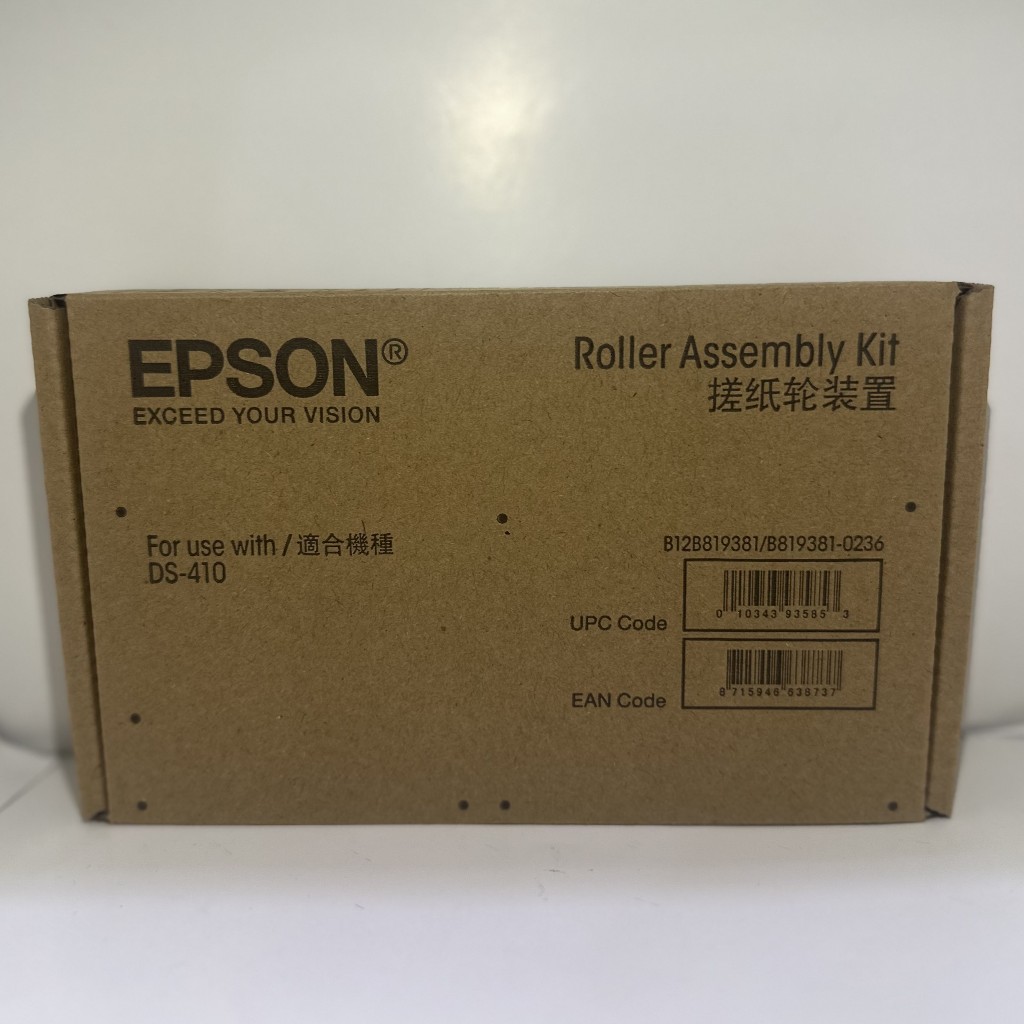 EPSON®
EXCEED YOUR VISION
Roller Assembly Kit
搓纸轮装置
For use with / 適合機種
DS-410
B12B819381/B819381-0236
UPC Code
0 10343 93585 3
EAN Code
8 715946 638737